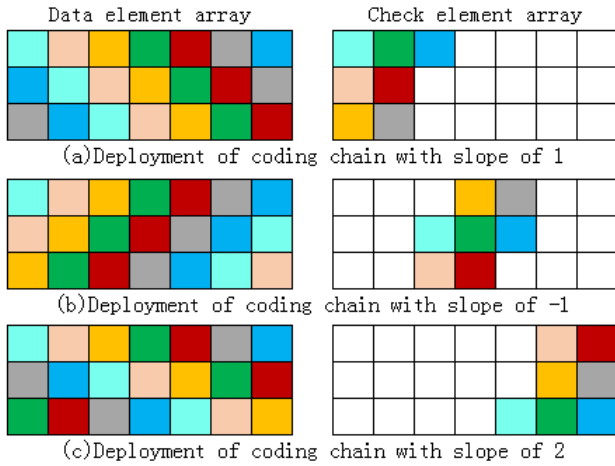 Data element array Check element array
(a)Deployment of coding chain with slope of 1
(b)Deployment of coding chain with slope of -1
(c)Deployment of coding chain with slope of 2